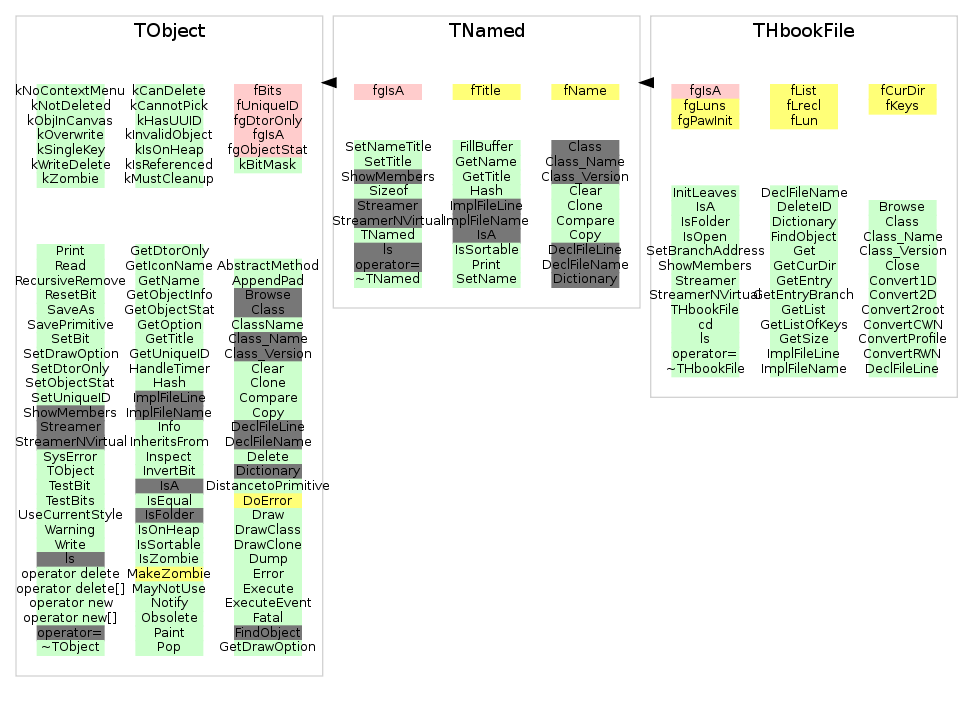 TObject
kNoContextMenu kCanDelete fBits
kNotDeleted kCannotPick fUniqueID
kObjInCanvas kHasUUID fgDtorOnly
kOverwrite kInvalidObject fgIsA
kSingleKey kIsOnHeap fgObjectStat
kWriteDelete kIsReferenced kBitMask
kZombie kMustCleanup
Print GetDtorOnly
Read GetIconName AbstractMethod
RecursiveRemove GetName AppendPad
ResetBit GetObjectInfo Browse
SaveAs GetObjectStat Class
SavePrimitive GetOption ClassName
SetBit GetTitle Class_Name
SetDrawOption GetUniqueID Class_Version
SetDtorOnly HandleTimer Clear
SetObjectStat Hash Clone
SetUniqueID ImplFileLine Compare
ShowMembers ImplFileName Copy
Streamer Info DeclFileLine
StreamerNVirtual InheritsFrom DeclFileName
SysError Inspect Delete
TObject InvertBit Dictionary
TestBit IsA DistancetoPrimitive
TestBits IsEqual DoError
UseCurrentStyle IsFolder Draw
Warning IsOnHeap DrawClass
Write IsSortable DrawClone
ls IsZombie Dump
operator delete MakeZombie Error
operator delete[] MayNotUse Execute
operator new Notify ExecuteEvent
operator new[] Obsolete Fatal
operator= Paint FindObject
~TObject Pop GetDrawOption
TNamed
fgIsA fTitle fName
SetNameTitle FillBuffer Class
SetTitle GetName Class_Name
ShowMembers GetTitle Class_Version
Sizeof Hash Clear
Streamer ImplFileLine Clone
StreamerNVirtual ImplFileName Compare
TNamed IsA Copy
ls IsSortable DeclFileLine
operator= Print DeclFileName
~TNamed SetName Dictionary
THbookFile
fgIsA fList fCurDir
fgLuns fLrecl fKeys
fgPawInit fLun
InitLeaves DeclFileName
IsA DeleteID Browse
IsFolder Dictionary Class
IsOpen FindObject Class_Name
SetBranchAddress Get Class_Version
ShowMembers GetCurDir Close
Streamer GetEntry Convert1D
StreamerNVirtual GetEntryBranch Convert2D
THbookFile GetList Convert2root
cd GetListOfKeys ConvertCWN
ls GetSize ConvertProfile
operator= ImplFileLine ConvertRWN
~THbookFile ImplFileName DeclFileLine